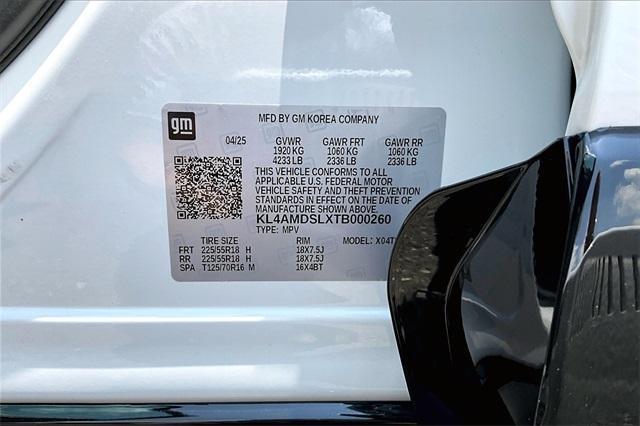 gm
MFD BY GM KOREA COMPANY
04/25 GVWR GAWR FRT GAWR RR
1920 KG 1060 KG 1060 KG
4233 LB 2336 LB 2336 LB
THIS VEHICLE CONFORMS TO ALL
APPLICABLE U.S. FEDERAL MOTOR
VEHICLE SAFETY AND THEFT PREVENTION
STANDARDS IN EFFECT ON THE DATE OF
MANUFACTURE SHOWN ABOVE.
KL4AMDSLXTB000260
TYPE: MPV
TIRE SIZE RIM MODEL: X04T
FRT 225/55R18 H 18X7.5J
RR 225/55R18 H 18X7.5J
SPA T125/70R16 M 16X4BT